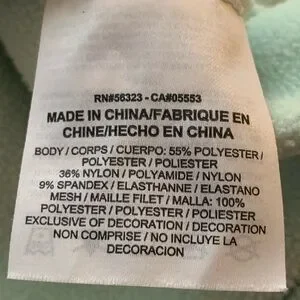 RN#56323 - CA#05553
MADE IN CHINA/FABRIQUE EN
CHINE/HECHO EN CHINA
BODY / CORPS / CUERPO: 55% POLYESTER /
POLYESTER / POLIESTER
36% NYLON / POLYAMIDE / NYLON
9% SPANDEX / ELASTHANNE / ELASTANO
MESH / MAILLE FILET / MALLA: 100%
POLYESTER / POLYESTER / POLIESTER
EXCLUSIVE OF DECORATION / DECORATION
NON COMPRISE / NO INCLUYE LA
DECORACION